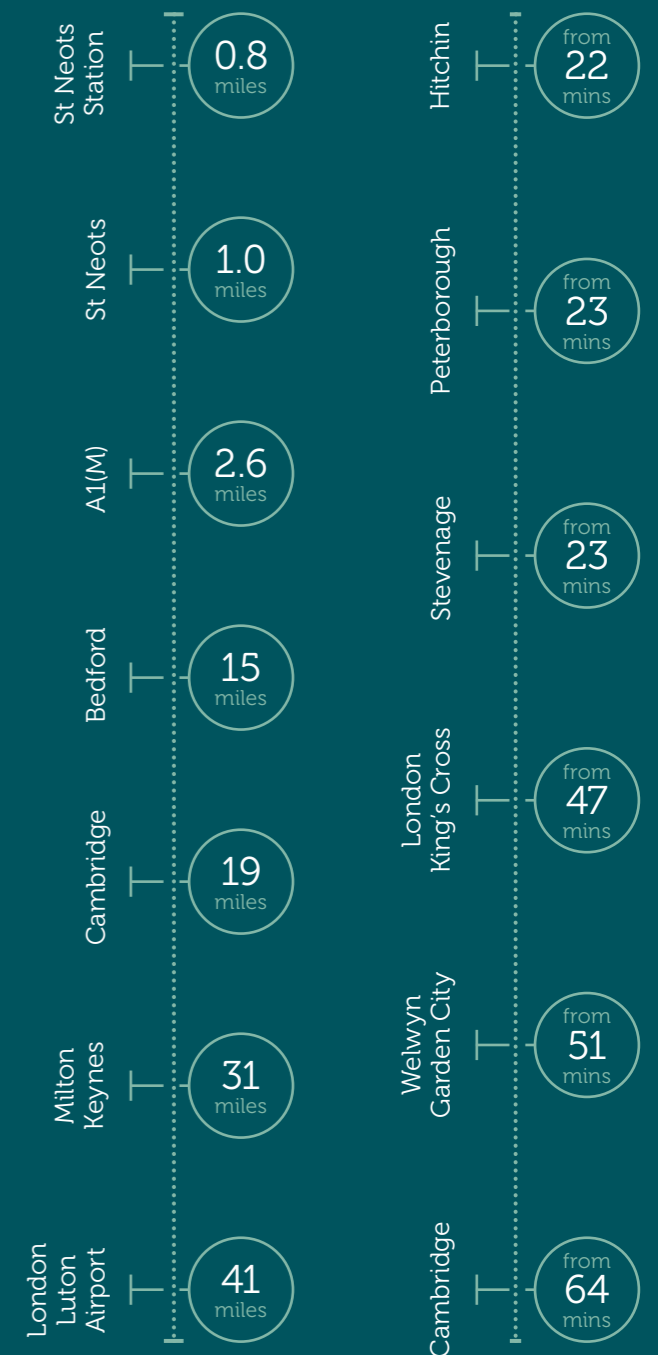 St Neots
Station
0.8
miles
St Neots
1.0
miles
A1(M)
2.6
miles
Bedford
15
miles
Cambridge
19
miles
Milton
Keynes
31
miles
London
Luton
Airport
41
miles
Hitchin
from
22
mins
Peterborough
from
23
mins
Stevenage
from
23
mins
London
King's Cross
from
47
mins
Welwyn
Garden City
from
51
mins
Cambridge
from
64
mins